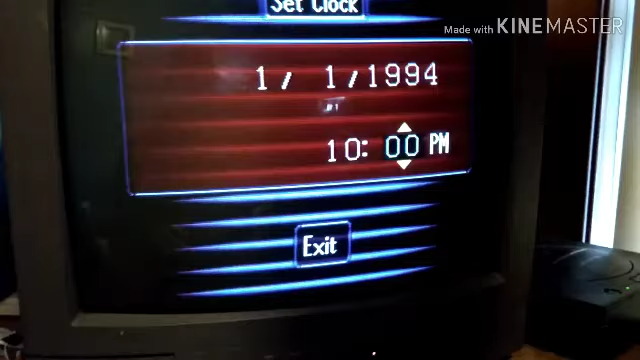 Set Clock
Made with KINEMASTER
1/ 1/1994
10:00 PM
Exit